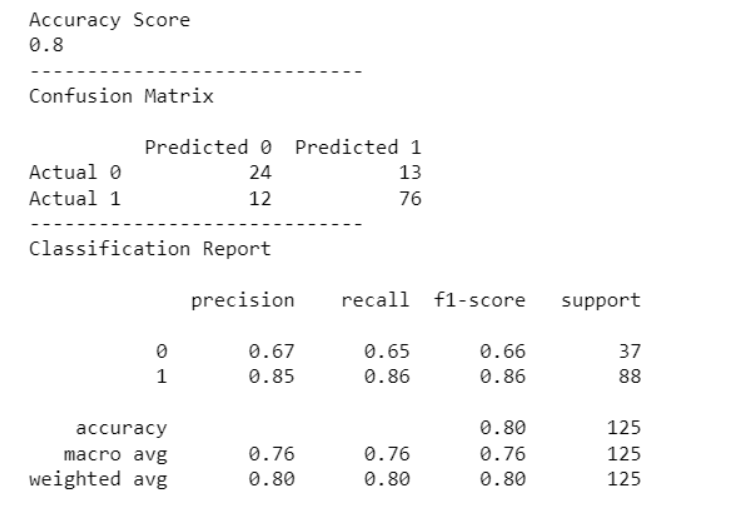 Accuracy Score
0.8
-----------------------------
Confusion Matrix
Predicted 0 Predicted 1
Actual 0 24 13
Actual 1 12 76
-----------------------------
Classification Report
precision recall f1-score support
0 0.67 0.65 0.66 37
1 0.85 0.86 0.86 88
accuracy 0.80 125
macro avg 0.76 0.76 0.76 125
weighted avg 0.80 0.80 0.80 125